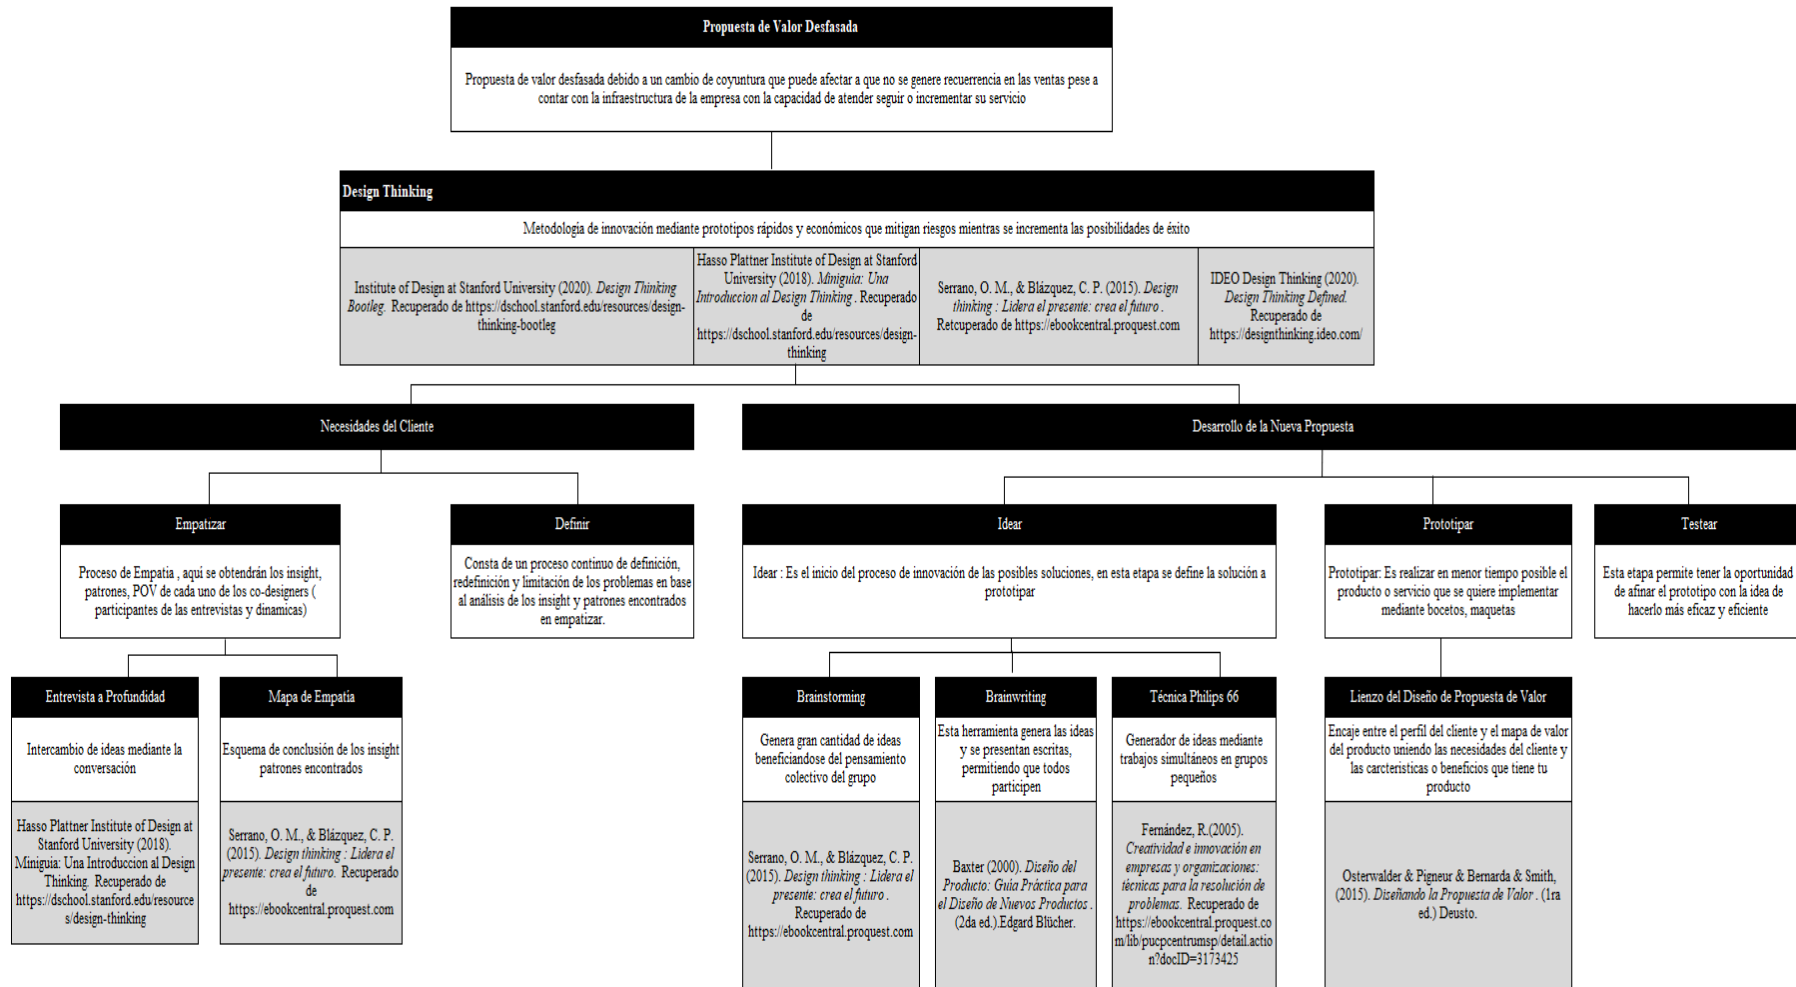 Propuesta de Valor Desfasada
Propuesta de valor desfasada debido a un cambio de coyuntura que puede afectar a que no se genere recuerrencia en las ventas pese a
contar con la infraestructura de la empresa con la capacidad de atender seguir o incrementar su servicio
Design Thinking
Metodología de innovación mediante prototipos rápidos y económicos que mitigan riesgos mientras se incrementa las posibilidades de éxito
Institute of Design at Stanford University (2020). Design Thinking
Bootleg. Recuperado de https://dschool.stanford.edu/resources/design-
thinking-bootleg
Hasso Plattner Institute of Design at Stanford
University (2018). Miniguia: Una
Introduccion al Design Thinking . Recuperado
de
https://dschool.stanford.edu/resources/design-
thinking
Serrano, O. M., & Blázquez, C. P. (2015). Design
thinking : Lidera el presente: crea el futuro .
Retcuperado de https://ebookcentral.proquest.com
IDEO Design Thinking (2020).
Design Thinking Defined.
Recuperado de
https://designthinking.ideo.com/
Necesidades del Cliente
Desarrollo de la Nueva Propuesta
Empatizar
Proceso de Empatia , aqui se obtendrán los insight,
patrones, POV de cada uno de los co-designers (
participantes de las entrevistas y dinamicas)
Definir
Consta de un proceso continuo de definición,
redefinición y limitación de los problemas en base
al análisis de los insight y patrones encontrados
en empatizar.
Idear
Idear : Es el inicio del proceso de innovación de las posibles soluciones, en esta etapa se define la solución a
prototipar
Prototipar
Prototipar: Es realizar en menor tiempo posible el
producto o servicio que se quiere implementar
mediante bocetos, maquetas
Testear
Esta etapa permite tener la oportunidad
de afinar el prototipo con la idea de
hacerlo más eficaz y eficiente
Entrevista a Profundidad
Intercambio de ideas mediante la
conversación
Hasso Plattner Institute of Design at
Stanford University (2018).
Miniguia: Una Introduccion al Design
Thinking. Recuperado de
https://dschool.stanford.edu/resource
s/design-thinking
Mapa de Empatía
Esquema de conclusión de los insight
patrones encontrados
Serrano, O. M., & Blázquez, C. P.
(2015). Design thinking : Lidera el
presente: crea el futuro. Recuperado
de
https://ebookcentral.proquest.com
Brainstorming
Genera gran cantidad de ideas
beneficiandose del pensamiento
colectivo del grupo
Serrano, O. M., & Blázquez, C. P.
(2015). Design thinking : Lidera el
presente: crea el futuro .
Recuperado de
https://ebookcentral.proquest.com
Brainwriting
Esta herramienta genera las ideas
y se presentan escritas,
permitiendo que todos
participen
Baxter (2000). Diseño del
Producto: Guía Práctica para
el Diseño de Nuevos Productos .
(2da ed.).Edgard Blücher.
Técnica Philips 66
Generador de ideas mediante
trabajos simultáneos en grupos
pequeños
Fernández, R.(2005).
Creatividad e innovación en
empresas y organizaciones:
técnicas para la resolución de
problemas. Recuperado de
https://ebookcentral.proquest.co
m/lib/pucpcentrumsp/detail.actio
n?docID=3173425
Lienzo del Diseño de Propuesta de Valor
Encaje entre el perfil del cliente y el mapa de valor
del producto uniendo las necesidades del cliente y
las carcteristicas o beneficios que tiene tu
producto
Osterwalder & Pigneur & Bernarda & Smith,
(2015). Diseñando la Propuesta de Valor . (1ra
ed.) Deusto.